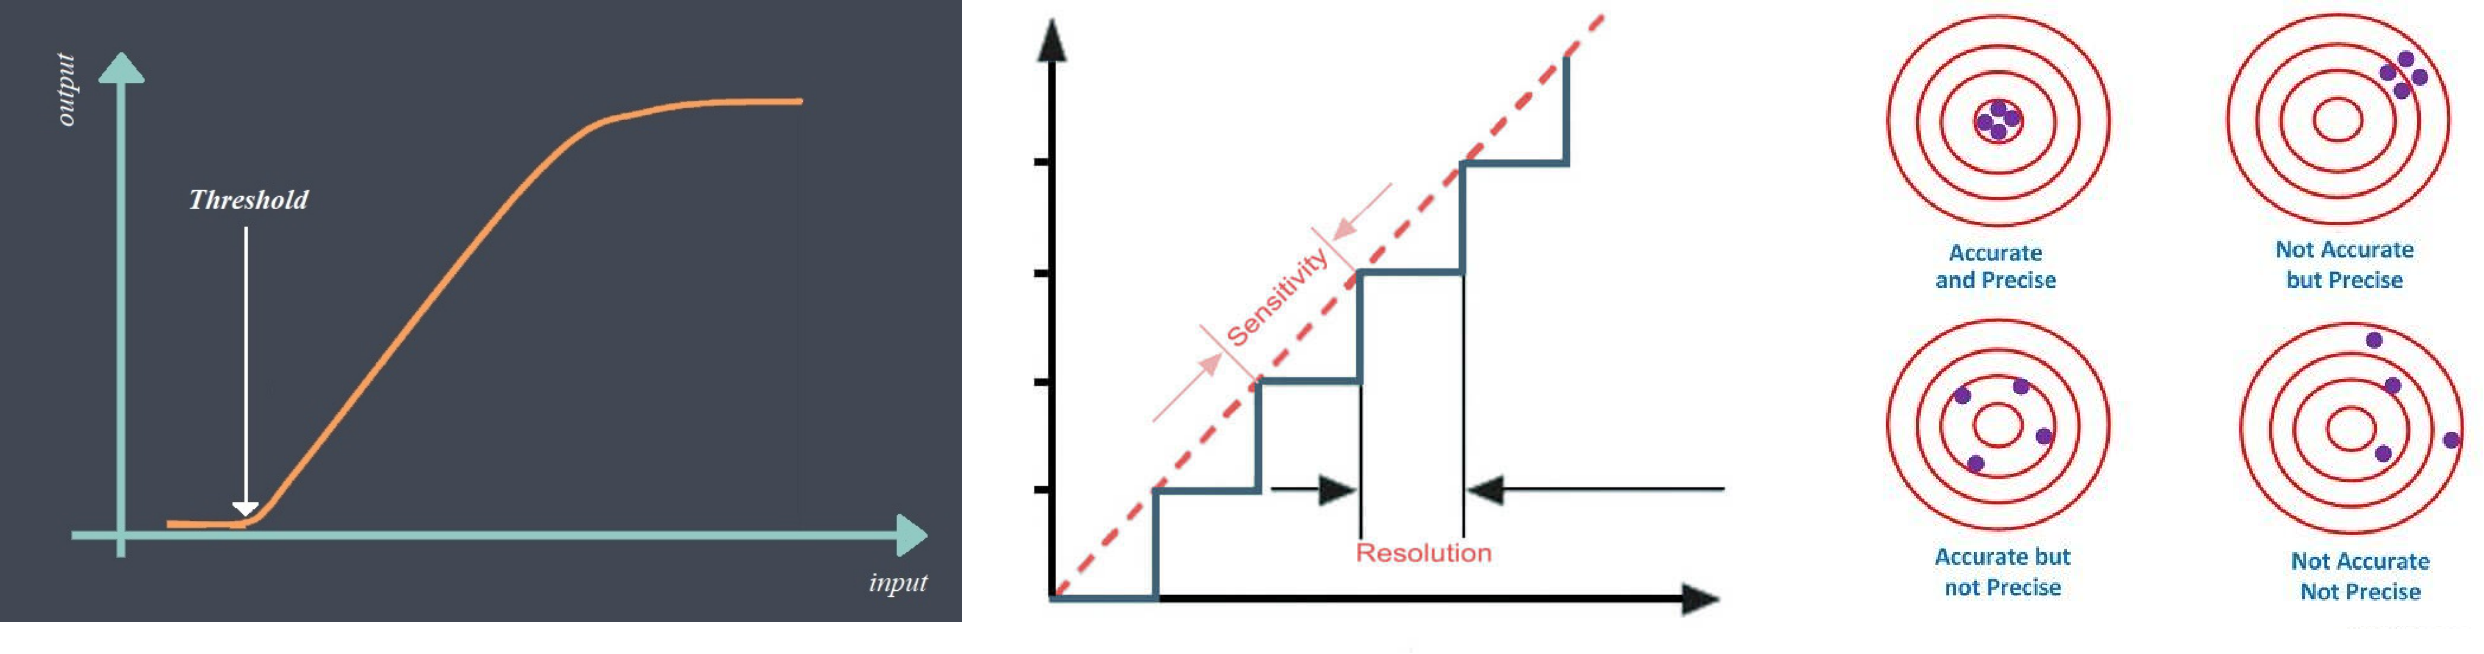 output
Threshold
input
Sensitivity
Resolution
Accurate
and Precise
Not Accurate
but Precise
Accurate but
not Precise
Not Accurate
Not Precise